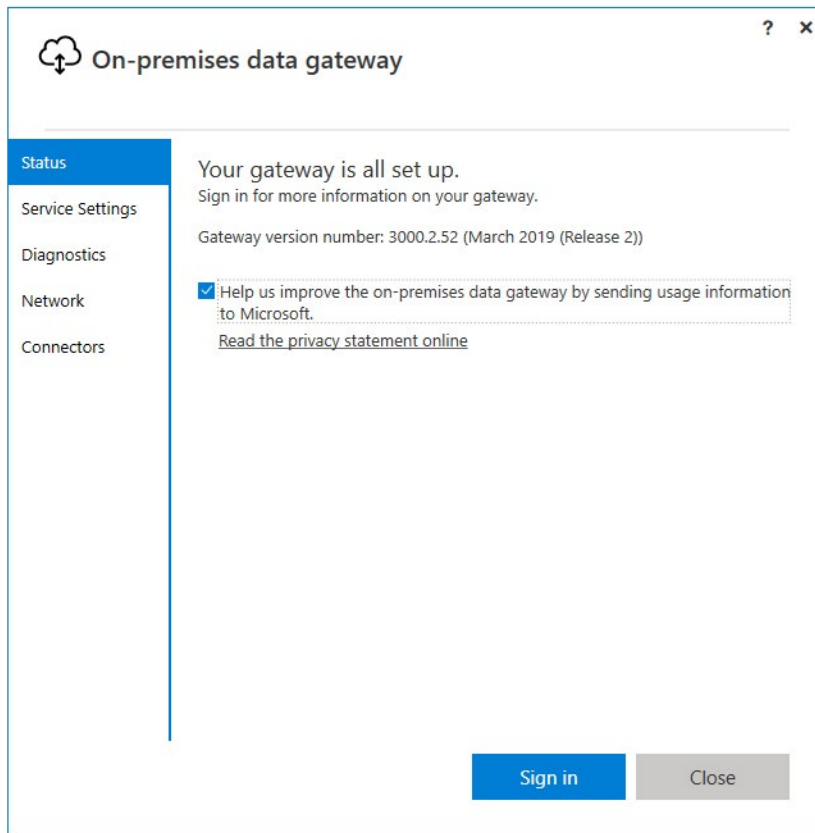 ? ×
On-premises data gateway
Status
Service Settings
Diagnostics
Network
Connectors
Your gateway is all set up.
Sign in for more information on your gateway.
Gateway version number: 3000.2.52 (March 2019 (Release 2))
Help us improve the on-premises data gateway by sending usage information
to Microsoft.
Read the privacy statement online
Sign in
Close